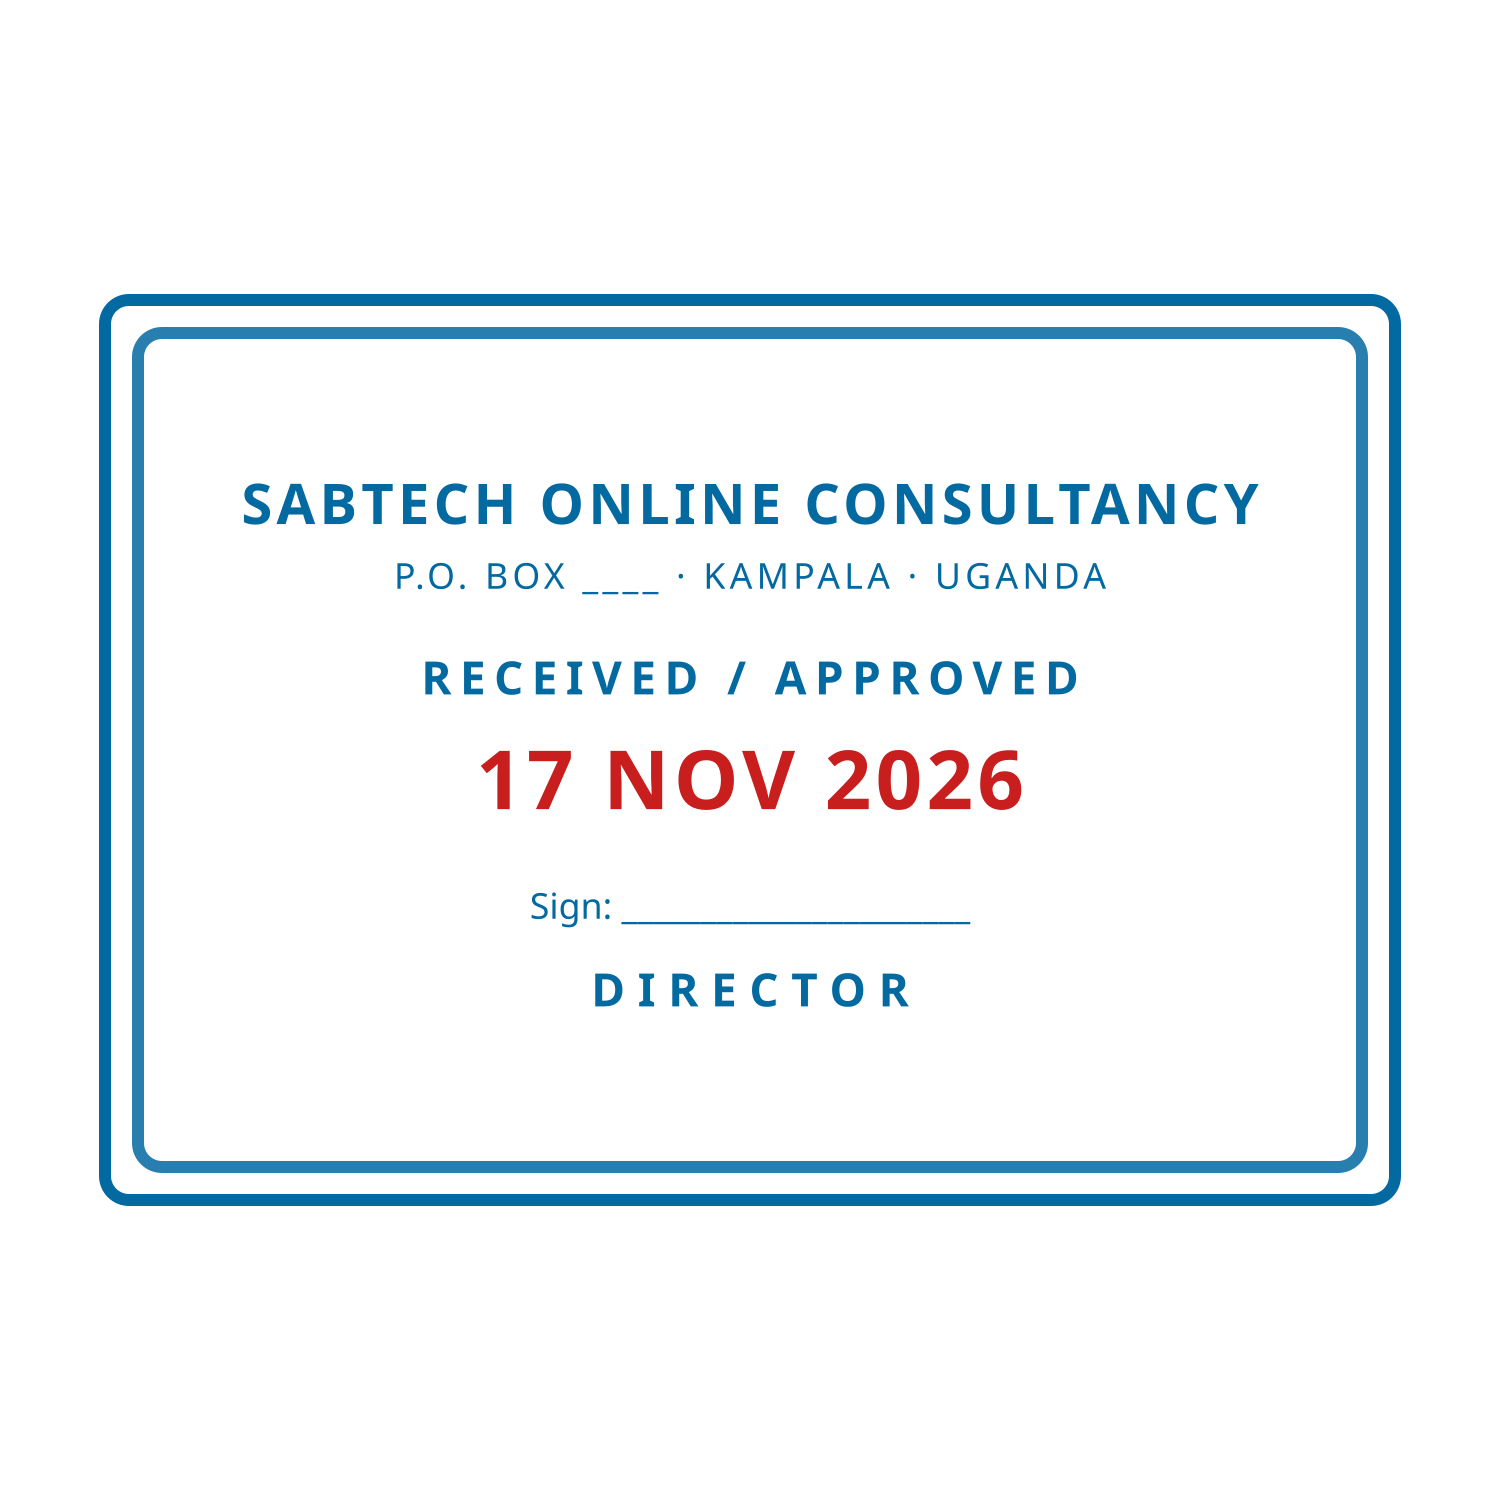 SABTECH ONLINE CONSULTANCY
P.O. BOX ____ · KAMPALA · UGANDA
RECEIVED / APPROVED
17 NOV 2026
Sign: ____________________
DIRECTOR